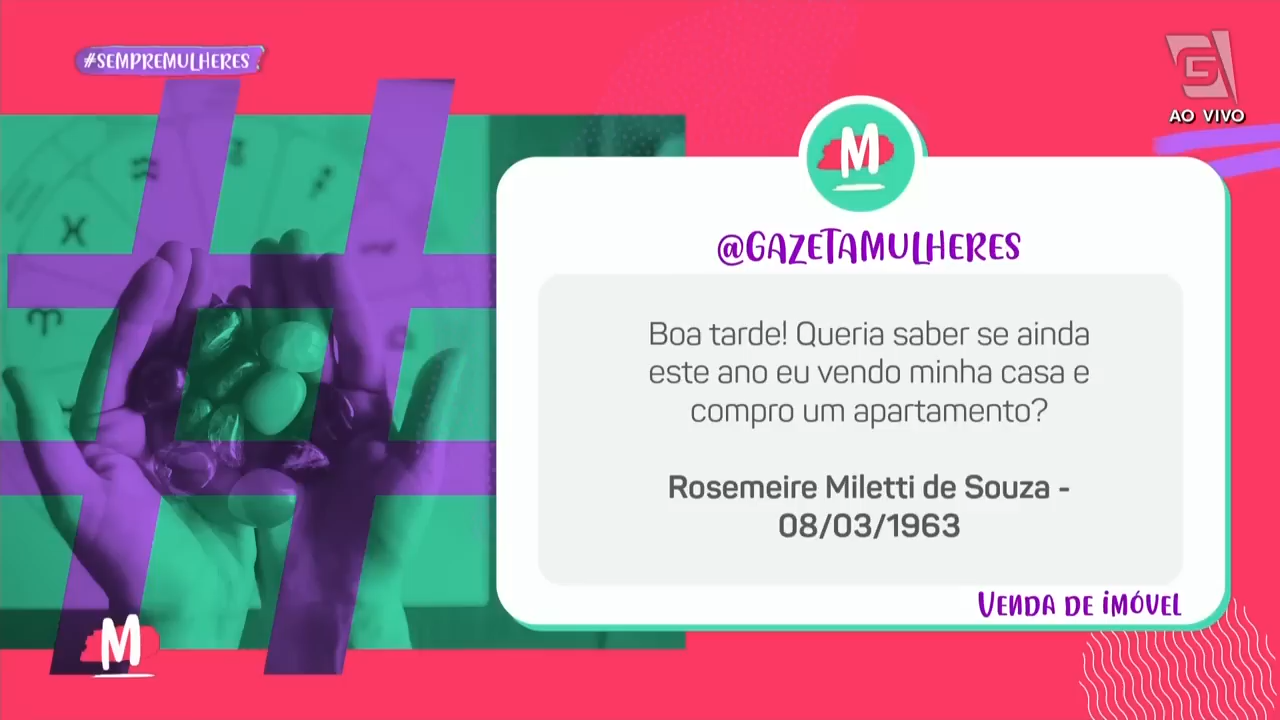 #SEMPREMULHERES
G
AO VIVO
M
@GAZETAMULHERES
Boa tarde! Queria saber se ainda
este ano eu vendo minha casa e
compro um apartamento?
Rosemeire Miletti de Souza -
08/03/1963
VENDA DE IMÓVEL
M